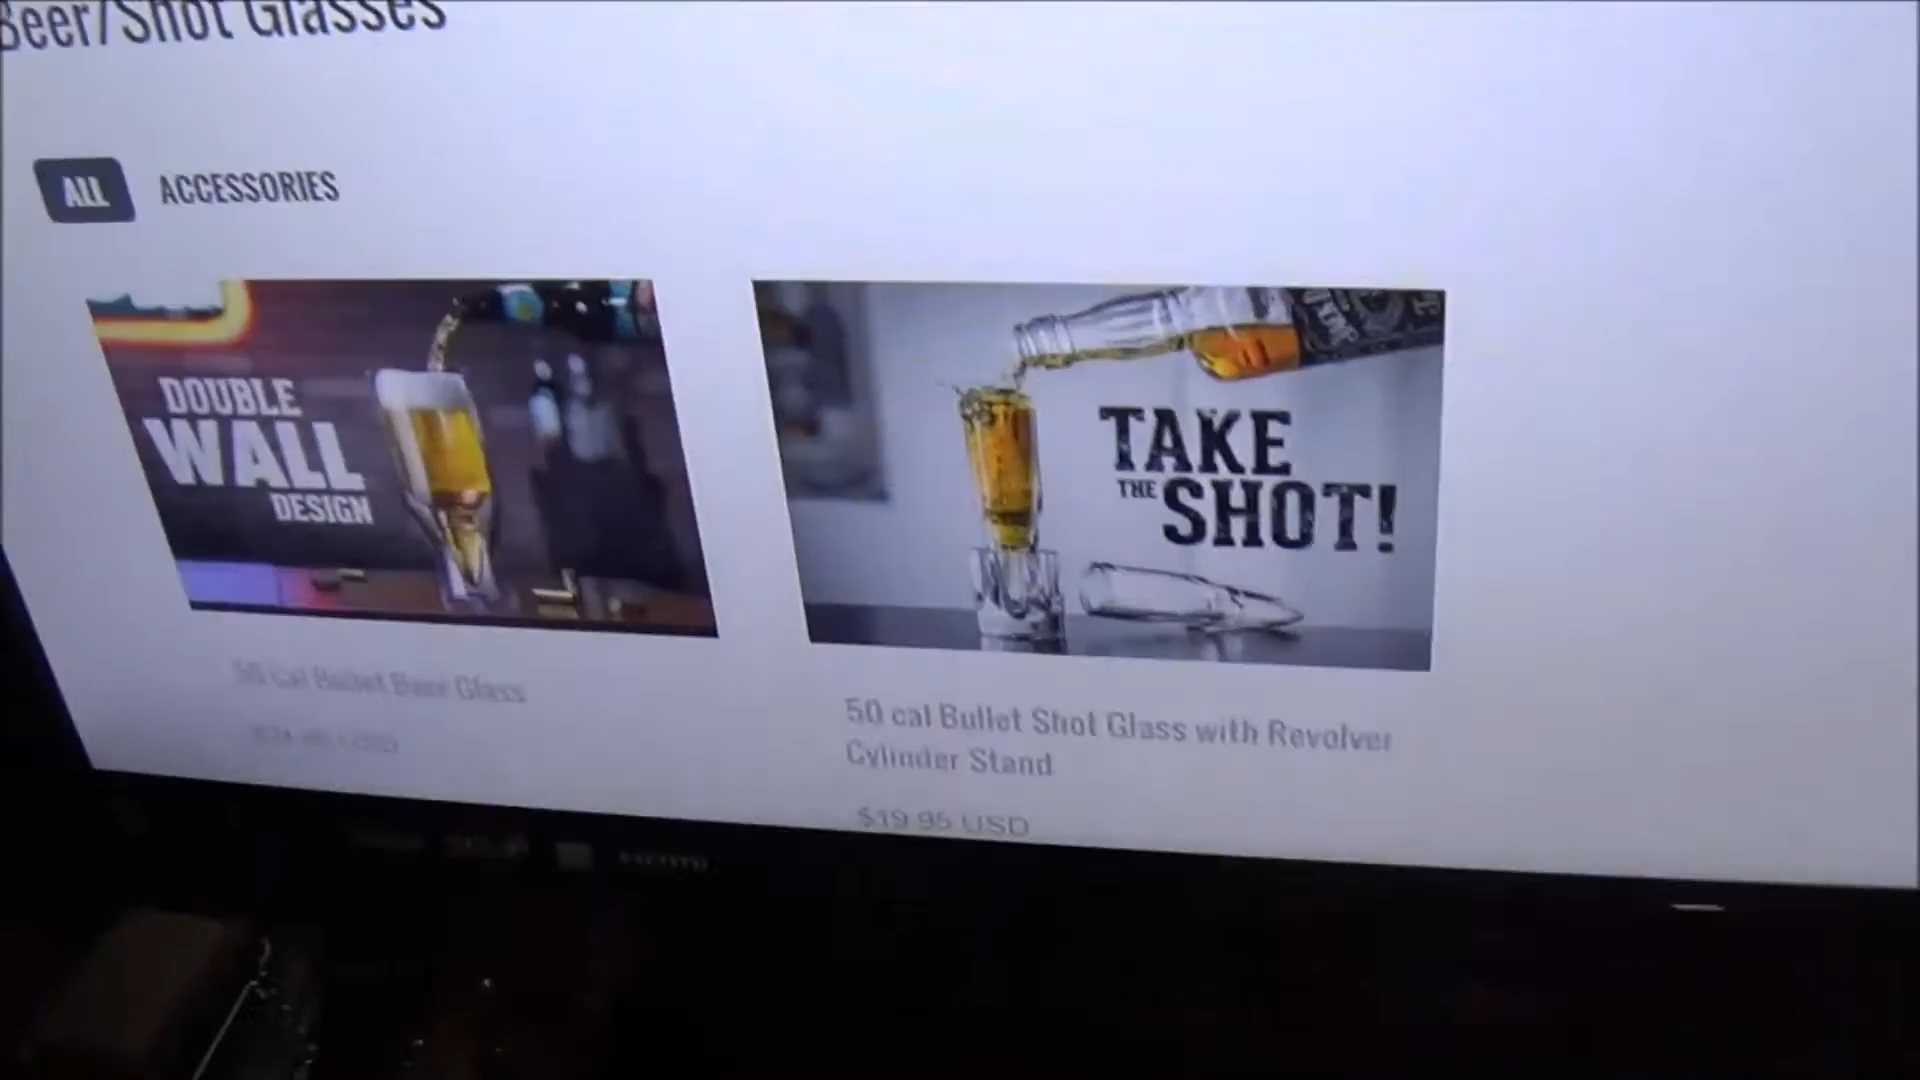 Beer/Shot Glasses
ALL
ACCESSORIES
DOUBLE
WALL
DESIGN
TAKE
THE SHOT!
50 cal Bullet Beer Glass
50 cal Bullet Shot Glass with Revolver
Cylinder Stand
$19.95 USD